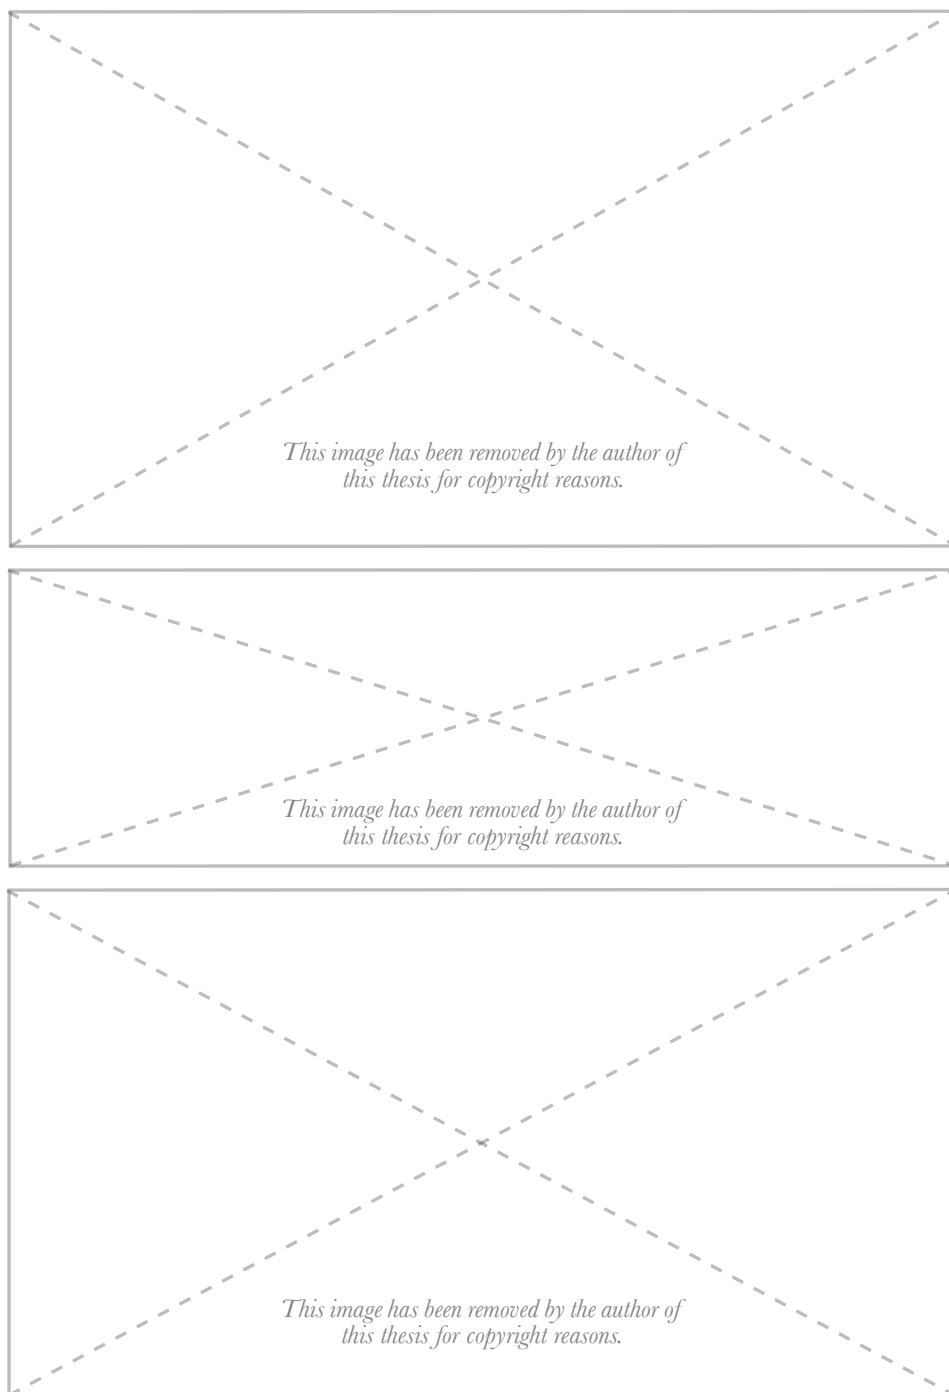 This image has been removed by the author of
this thesis for copyright reasons.
This image has been removed by the author of
this thesis for copyright reasons.
This image has been removed by the author of
this thesis for copyright reasons.